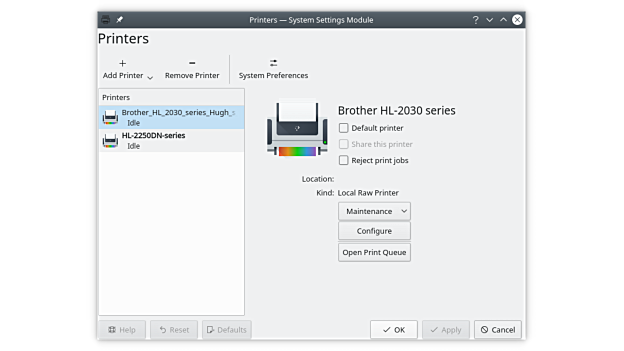 Printers — System Settings Module
Printers
Add Printer
Remove Printer
System Preferences
Printers
Brother_HL_2030_series_Hugh_
Idle
HL-2250DN-series
Idle
Brother HL-2030 series
Default printer
Share this printer
Reject print jobs
Location:
Kind: Local Raw Printer
Maintenance
Configure
Open Print Queue
Help
Reset
Defaults
OK
Apply
Cancel